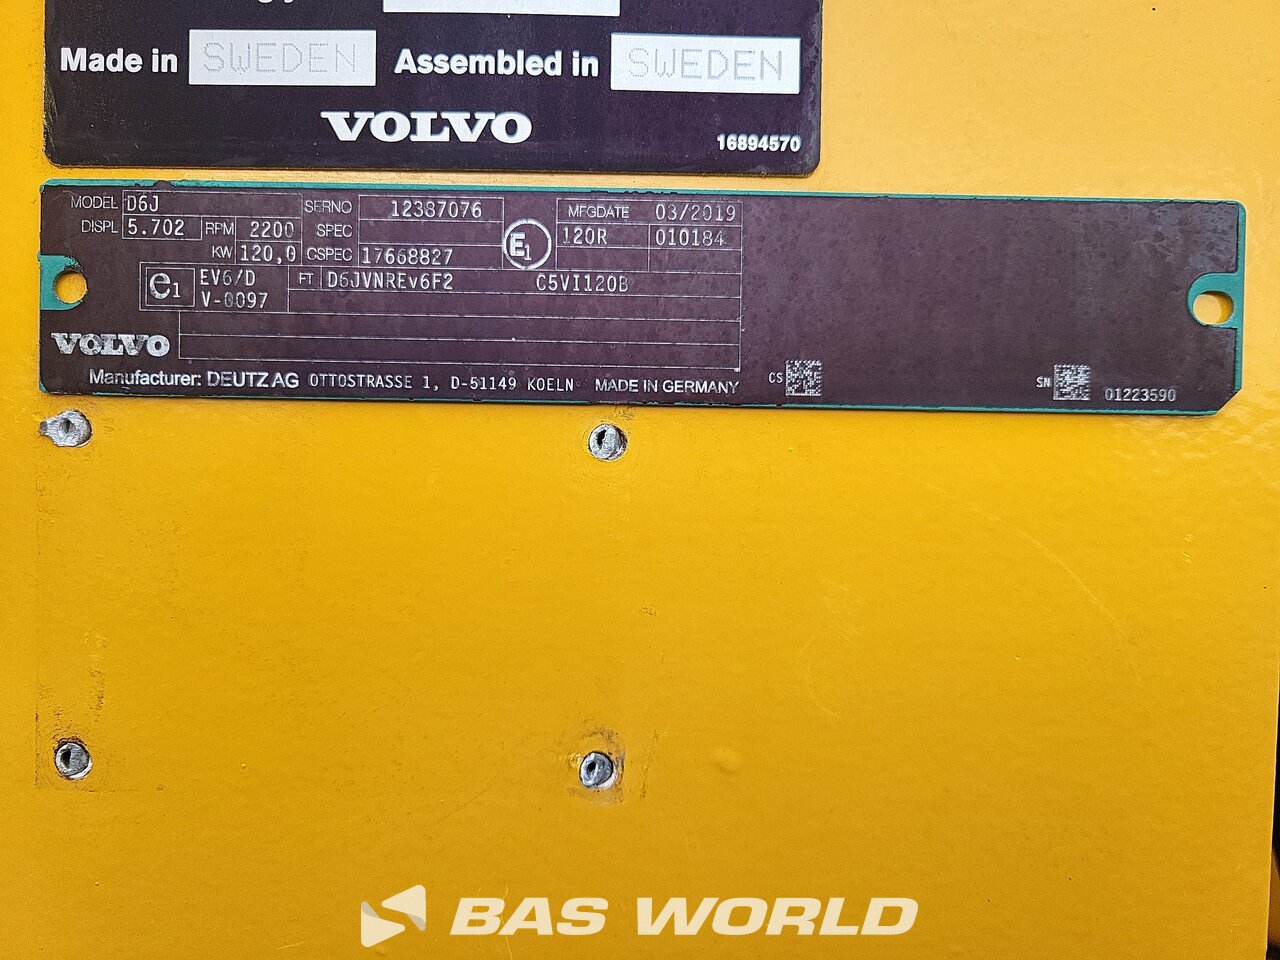 Made in SWEDEN Assembled in SWEDEN
VOLVO
16894570
MODEL D6J SERNO 12387076 MFGDATE 03/2019
DISPL 5.702 RPM 2200 SPEC E1 120R 010184
KW 120,0 CSPEC 17668827
e1 EV6/D FT D6JVNREv6F2 C5VI120B
V-0097
VOLVO
Manufacturer: DEUTZ AG OTTOSTRASSE 1, D-51149 KOELN MADE IN GERMANY CS SN 01223590
BAS WORLD